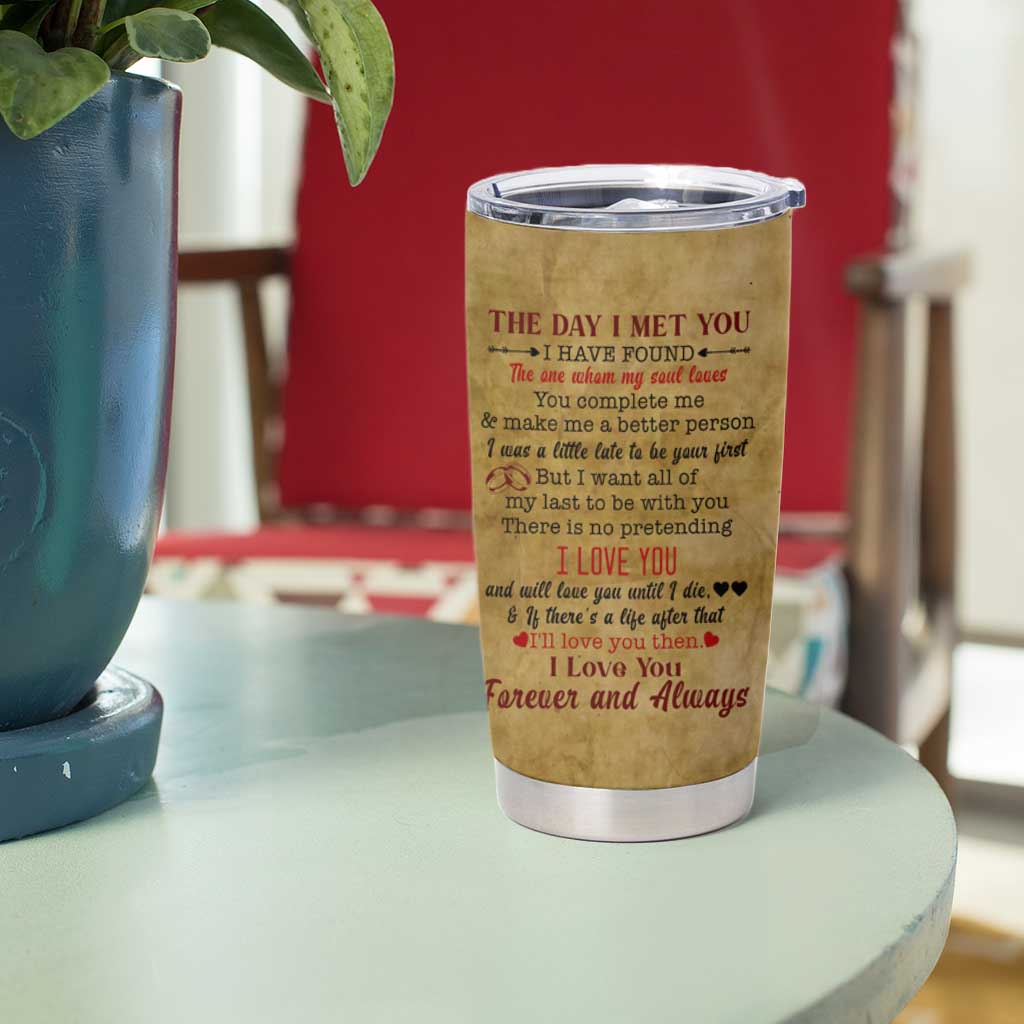 THE DAY I MET YOU
I HAVE FOUND
The one whom my soul loves
You complete me
& make me a better person
I was a little late to be your first
But I want all of
my last to be with you
There is no pretending
I LOVE YOU
and will love you until I die,
& If there's a life after that
I'll love you then.
I Love You
Forever and Always